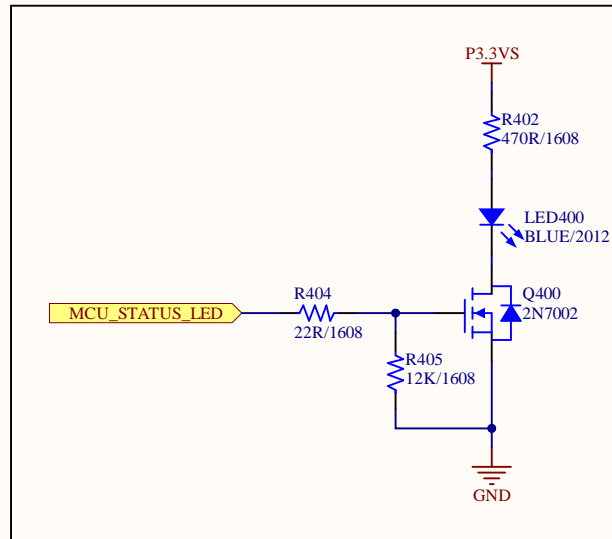 P3.3VS
R402
470R/1608
LED400
BLUE/2012
R404
MCU_STATUS_LED
22R/1608
Q400
2N7002
R405
12K/1608
GND